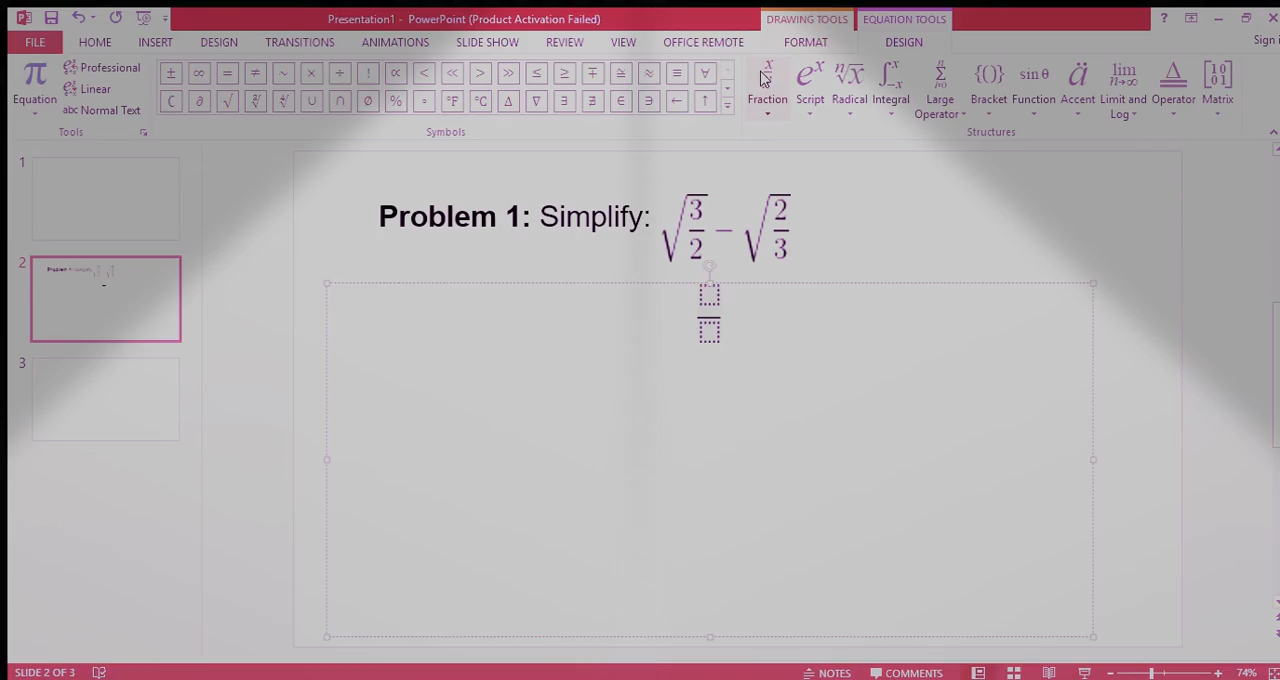 Presentation1 - PowerPoint (Product Activation Failed)
DRAWING TOOLS
EQUATION TOOLS
FILE HOME INSERT DESIGN TRANSITIONS ANIMATIONS SLIDE SHOW REVIEW VIEW OFFICE REMOTE FORMAT DESIGN Sign i
π Equation
Professional
Linear
abc Normal Text
± ∞ = ≠ ~ × ÷ ! ∝ < ≪ > ≫ ≤ ≥ ∓ ≅ ≈ ≡ ∀
∁ ∂ √ ∛ ∜ ∪ ∩ ∅ % ° °F °C ∆ ∇ ∃ ∄ ∈ ∋ ← ↑
Fraction Script Radical Integral Large Operator Bracket Function Accent Limit and Log Operator Matrix
Tools Symbols Structures
1
2
3
Problem 1: Simplify: √(3/2) − √(2/3)
SLIDE 2 OF 3 NOTES COMMENTS 74%